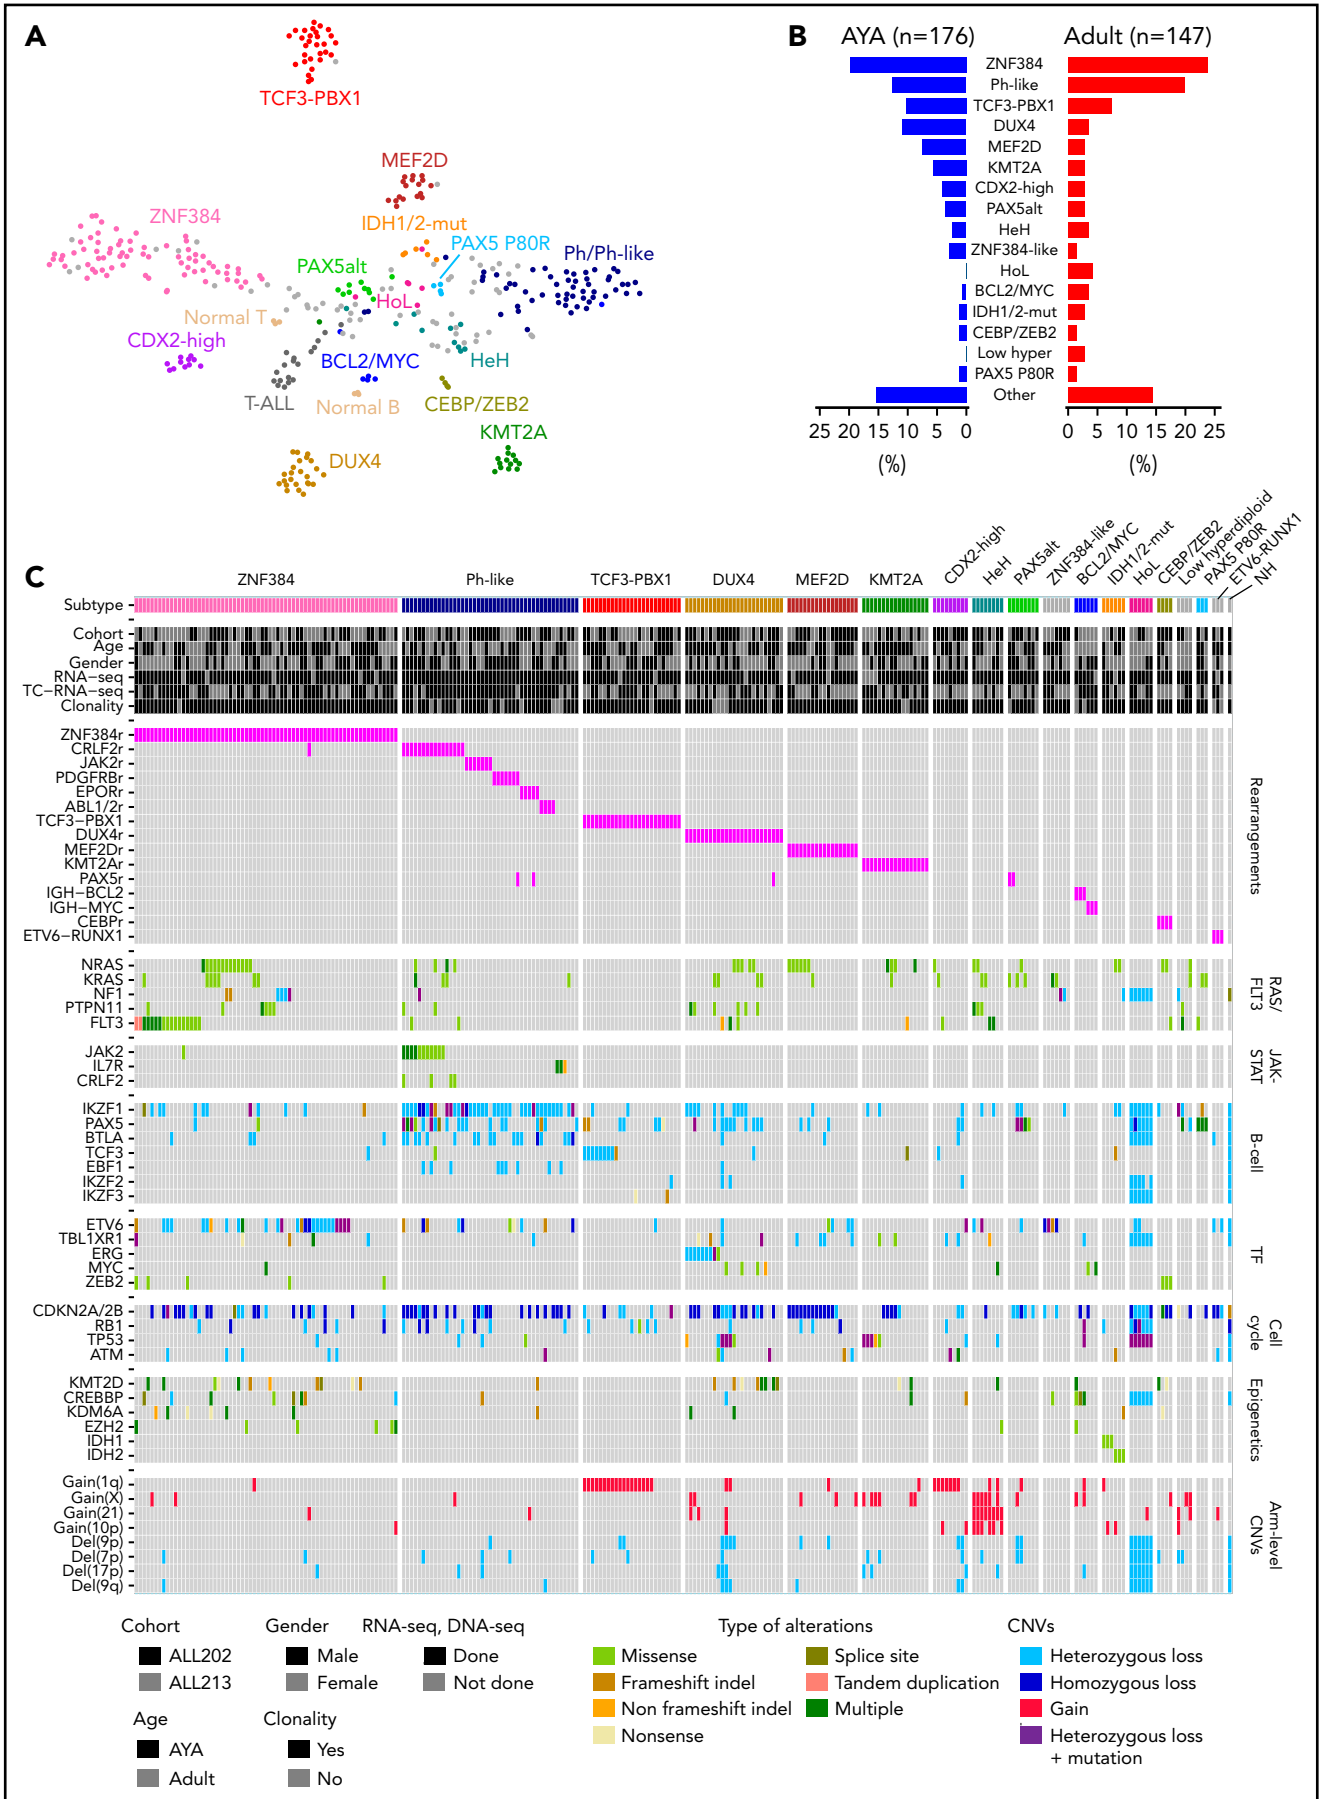 A
TCF3-PBX1
MEF2D
ZNF384
IDH1/2-mut
PAX5 P80R
Ph/Ph-like
PAX5alt
HoL
Normal T
CDX2-high
BCL2/MYC
HeH
T-ALL
Normal B
CEBP/ZEB2
KMT2A
DUX4
B
AYA (n=176)
Adult (n=147)
ZNF384
Ph-like
TCF3-PBX1
DUX4
MEF2D
KMT2A
CDX2-high
PAX5alt
HeH
ZNF384-like
HoL
BCL2/MYC
IDH1/2-mut
CEBP/ZEB2
Low hyper
PAX5 P80R
Other
25 20 15 10 5 0
0 5 10 15 20 25
(%)
(%)
C
ZNF384
Ph-like
TCF3-PBX1
DUX4
MEF2D
KMT2A
CDX2-high
HeH
PAX5alt
ZNF384-like
BCL2/MYC
IDH1/2-mut
HoL
CEBP/ZEB2
Low hyperdiploid
PAX5 P80R
ETV6-RUNX1
NH
Subtype
Cohort
Age
Gender
RNA−seq
TC−RNA−seq
Clonality
ZNF384r
CRLF2r
JAK2r
PDGFRBr
EPORr
ABL1/2r
TCF3−PBX1
DUX4r
MEF2Dr
KMT2Ar
PAX5r
IGH−BCL2
IGH−MYC
CEBPr
ETV6−RUNX1
Rearrangements
NRAS
KRAS
NF1
PTPN11
FLT3
RAS/
FLT3
JAK2
IL7R
CRLF2
JAK-
STAT
IKZF1
PAX5
BTLA
TCF3
EBF1
IKZF2
IKZF3
B-cell
ETV6
TBL1XR1
ERG
MYC
ZEB2
TF
CDKN2A/2B
RB1
TP53
ATM
Cell
cycle
KMT2D
CREBBP
KDM6A
EZH2
IDH1
IDH2
Epigenetics
Gain(1q)
Gain(X)
Gain(21)
Gain(10p)
Del(9p)
Del(7p)
Del(17p)
Del(9q)
Arm-level
CNVs
Cohort
ALL202
ALL213
Gender
Male
Female
RNA-seq, DNA-seq
Done
Not done
Age
AYA
Adult
Clonality
Yes
No
Type of alterations
Missense
Frameshift indel
Non frameshift indel
Nonsense
Splice site
Tandem duplication
Multiple
CNVs
Heterozygous loss
Homozygous loss
Gain
Heterozygous loss
+ mutation